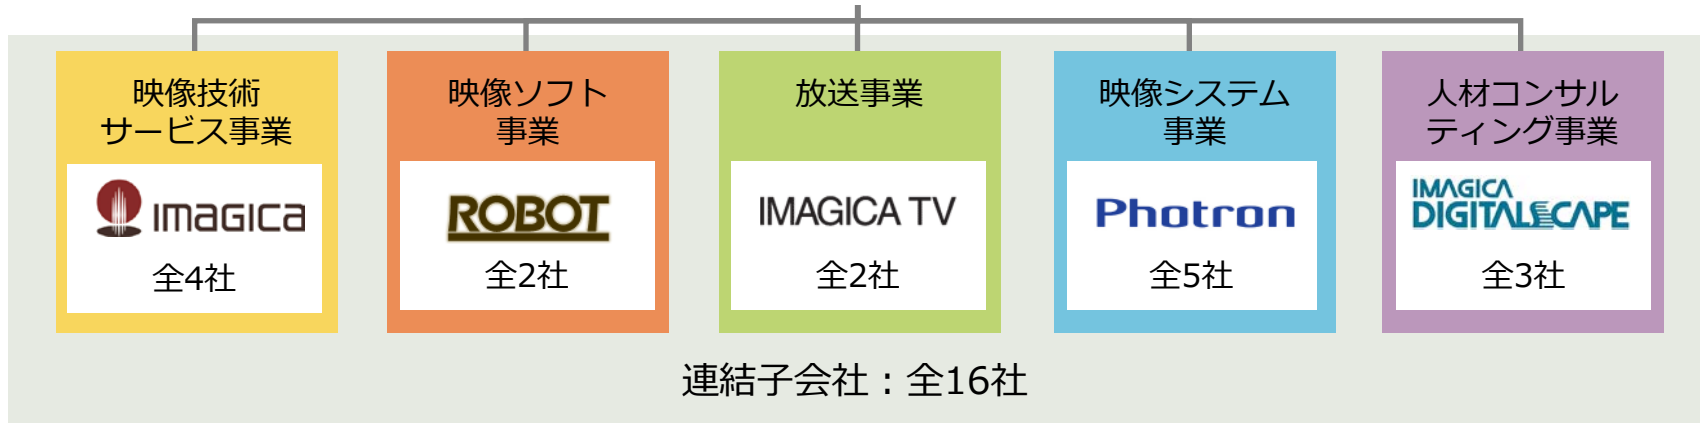 映像技術
サービス事業
IMAGICA
全4社
映像ソフト
事業
ROBOT
全2社
放送事業
IMAGICA TV
全2社
映像システム
事業
Photron
全5社
人材コンサル
ティング事業
IMAGICA
DIGITALSCAPE
全3社
連結子会社：全16社